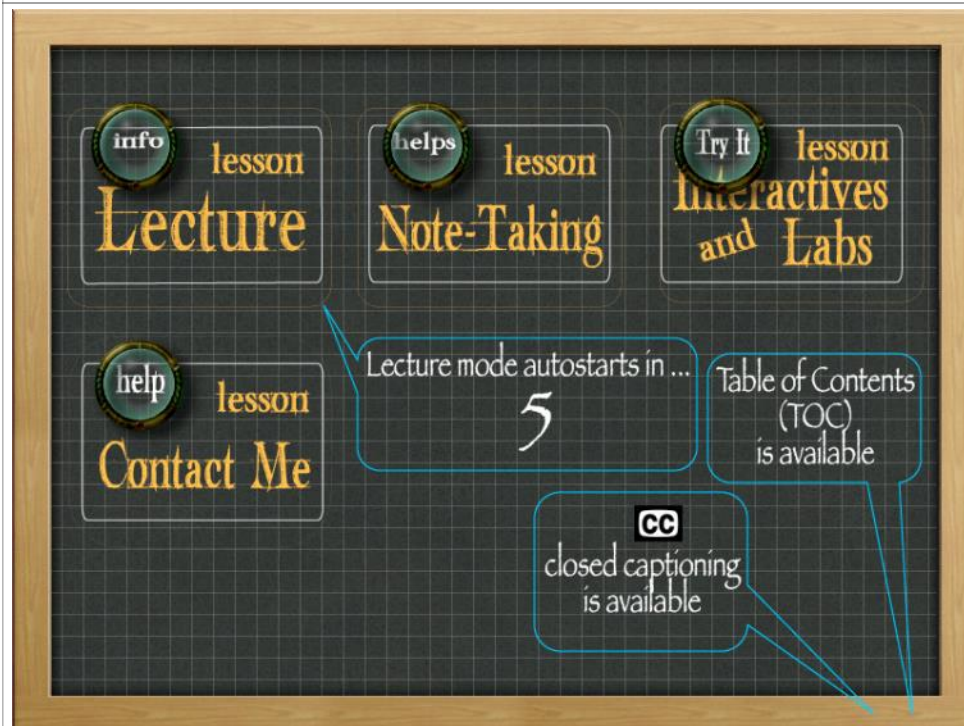 info
lesson
Lecture
helps
lesson
Note-Taking
Try It
lesson
Interactives
and Labs
help
lesson
Contact Me
Lecture mode autostarts in ...
5
Table of Contents
(TOC)
is available
CC
closed captioning
is available